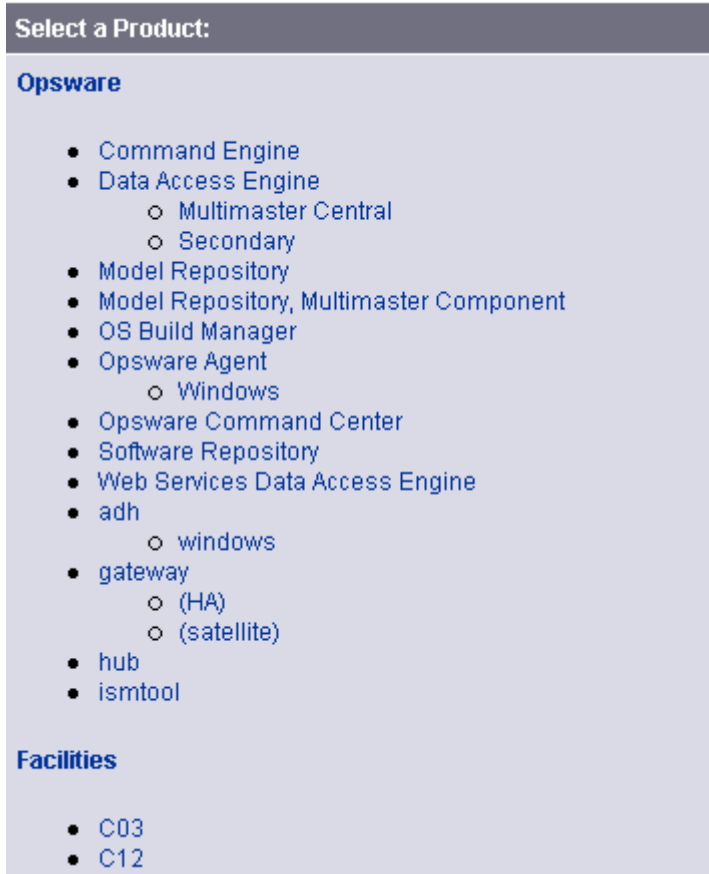 Select a Product:
Opsware
Command Engine
Data Access Engine
Multimaster Central
Secondary
Model Repository
Model Repository, Multimaster Component
OS Build Manager
Opsware Agent
Windows
Opsware Command Center
Software Repository
Web Services Data Access Engine
adh
windows
gateway
(HA)
(satellite)
hub
ismtool
Facilities
C03
C12